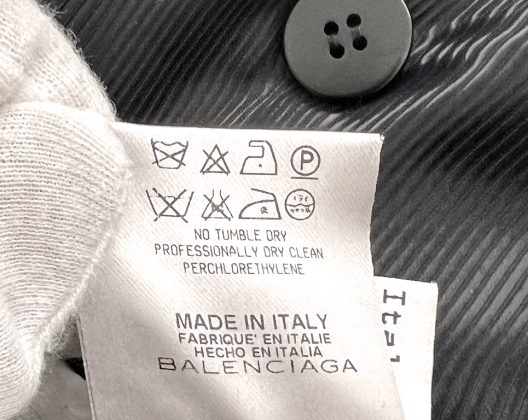 P
NO TUMBLE DRY
PROFESSIONALLY DRY CLEAN
PERCHLORETHYLENE
MADE IN ITALY
FABRIQUE' EN ITALIE
HECHO EN ITALIA
BALENCIAGA